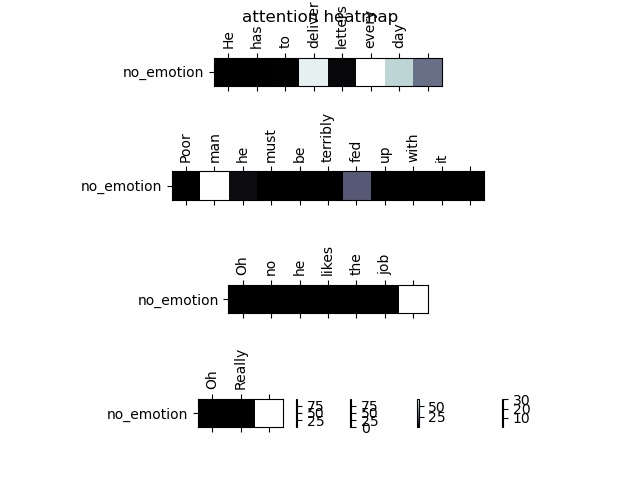 attention heatmap
He has to deliver letters every day
no_emotion
Poor man he must be terribly fed up with it
no_emotion
Oh no he likes the job
no_emotion
Oh Really
no_emotion
75 75 50 30
50 50 25 20
25 25 10
0